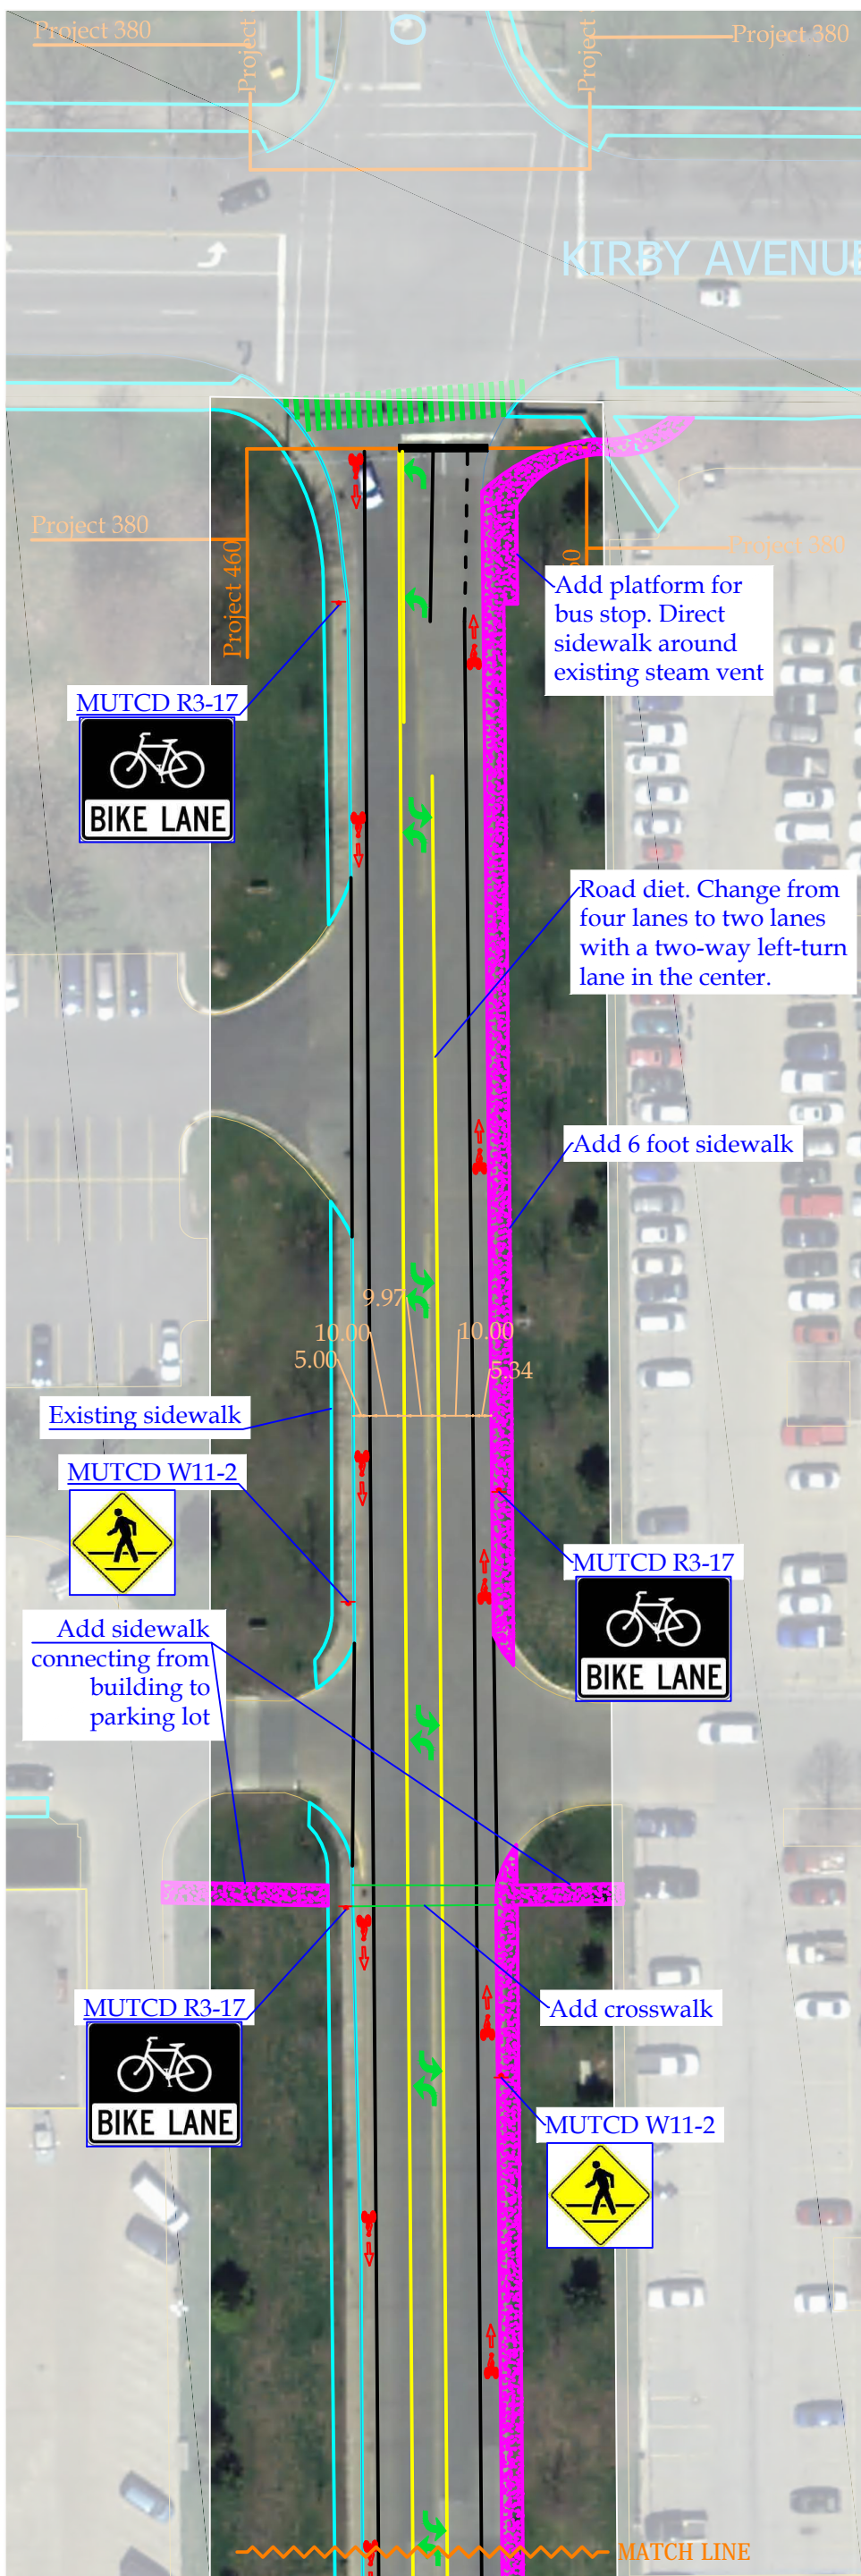 Project 380
Project
Project
Project 380
KIRBY AVENUE
Project 380
Project 460
Project 380
Add platform for
bus stop. Direct
sidewalk around
existing steam vent
MUTCD R3-17
BIKE LANE
Road diet. Change from
four lanes to two lanes
with a two-way left-turn
lane in the center.
Add 6 foot sidewalk
9.97
10.00
10.00
5.00
5.34
Existing sidewalk
MUTCD W11-2
MUTCD R3-17
BIKE LANE
Add sidewalk
connecting from
building to
parking lot
MUTCD R3-17
BIKE LANE
Add crosswalk
MUTCD W11-2
MATCH LINE